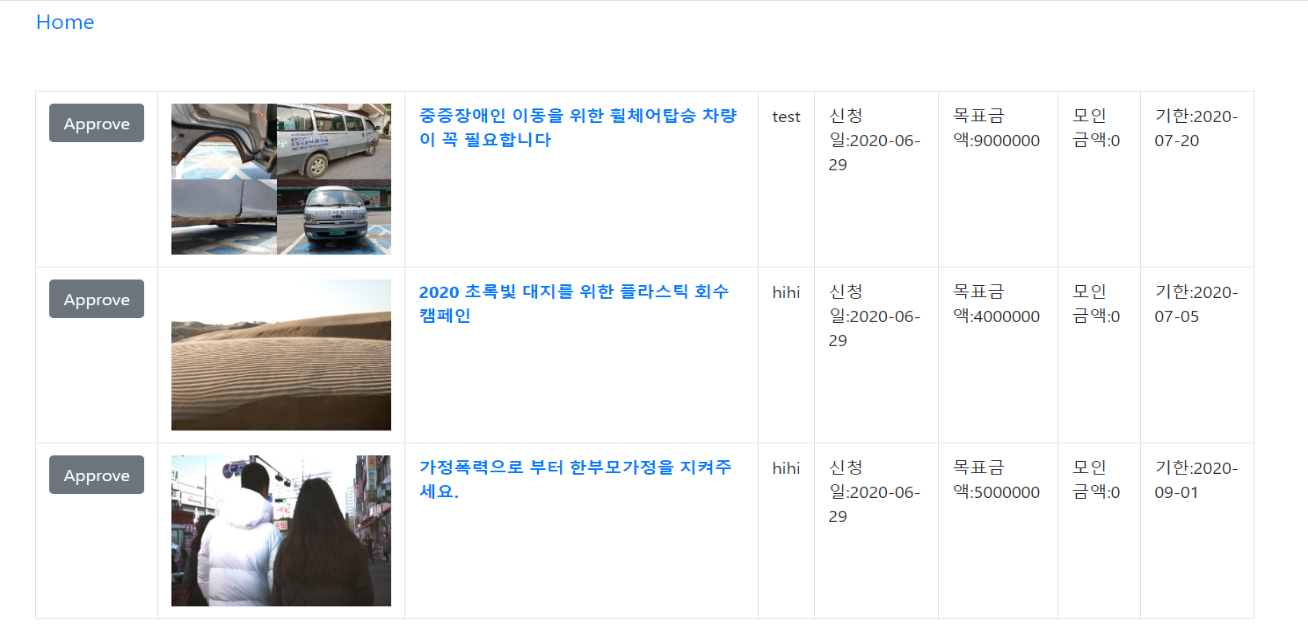 Home
Approve
중증장애인 이동을 위한 휠체어탑승 차량
이 꼭 필요합니다
test
신청
일:2020-06-
29
목표금
액:9000000
모인
금액:0
기한:2020-
07-20
Approve
2020 초록빛 대지를 위한 플라스틱 회수
캠페인
hihi
신청
일:2020-06-
29
목표금
액:4000000
모인
금액:0
기한:2020-
07-05
Approve
가정폭력으로 부터 한부모가정을 지켜주
세요.
hihi
신청
일:2020-06-
29
목표금
액:5000000
모인
금액:0
기한:2020-
09-01